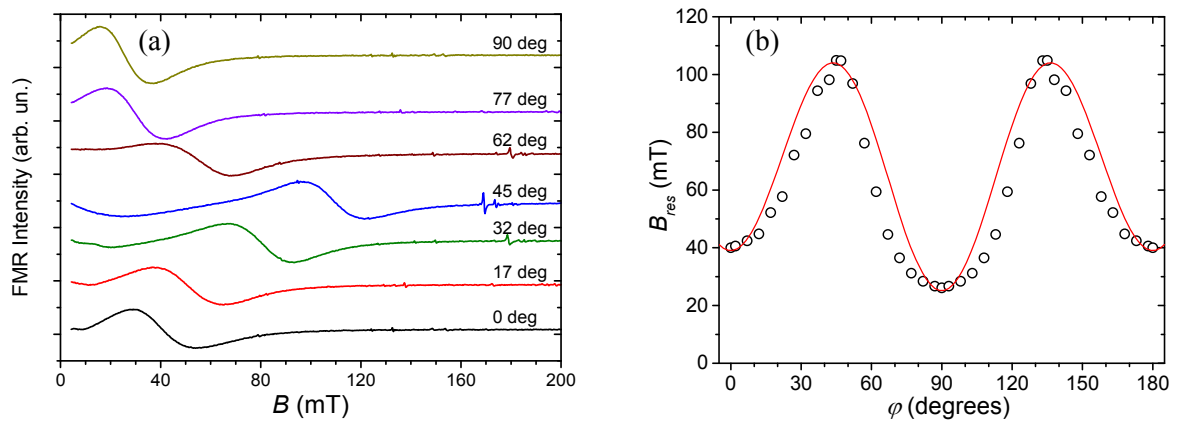 (a)
90 deg
77 deg
62 deg
45 deg
32 deg
17 deg
0 deg
FMR Intensity (arb. un.)
0 40 80 120 160 200
B (mT)
(b)
120
100
80
60
40
20
0
B_res (mT)
0 30 60 90 120 150 180
φ (degrees)